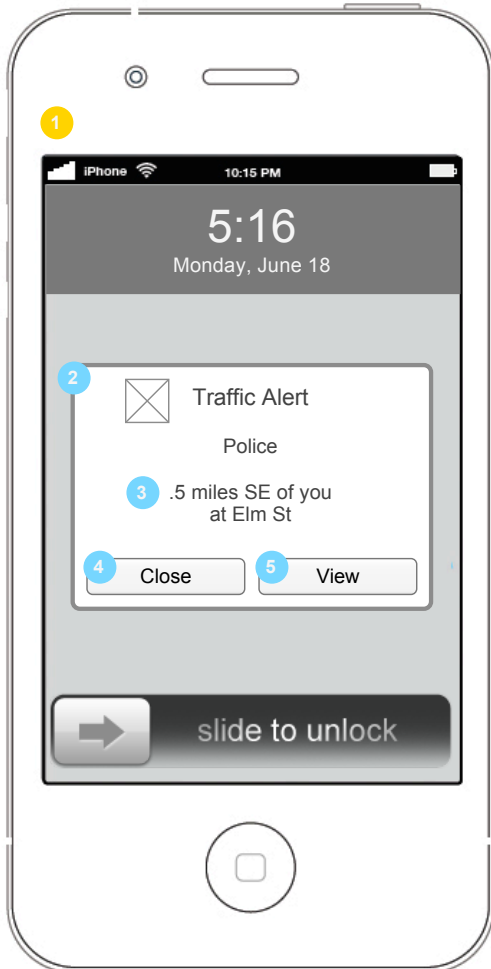 1
iPhone 10:15 PM
5:16
Monday, June 18
2
Traffic Alert
Police
3 .5 miles SE of you
at Elm St
4 Close 5 View
slide to unlock